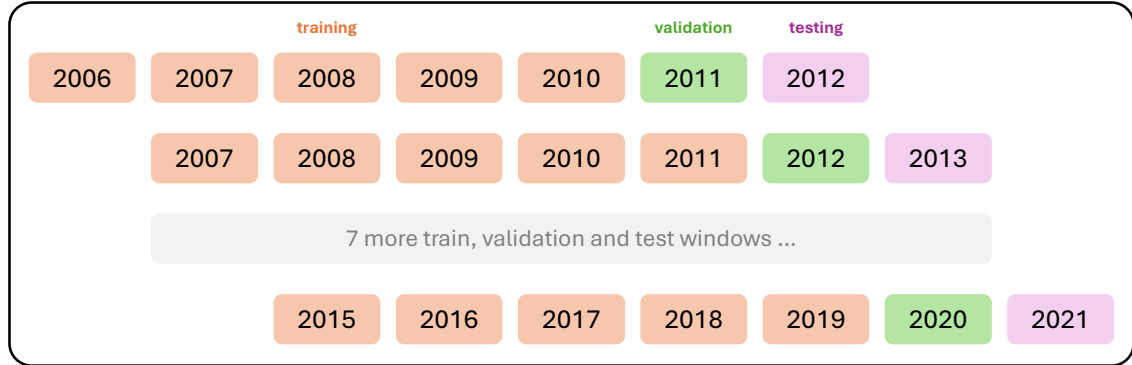 training validation testing
2006 2007 2008 2009 2010 2011 2012
2007 2008 2009 2010 2011 2012 2013
7 more train, validation and test windows ...
2015 2016 2017 2018 2019 2020 2021